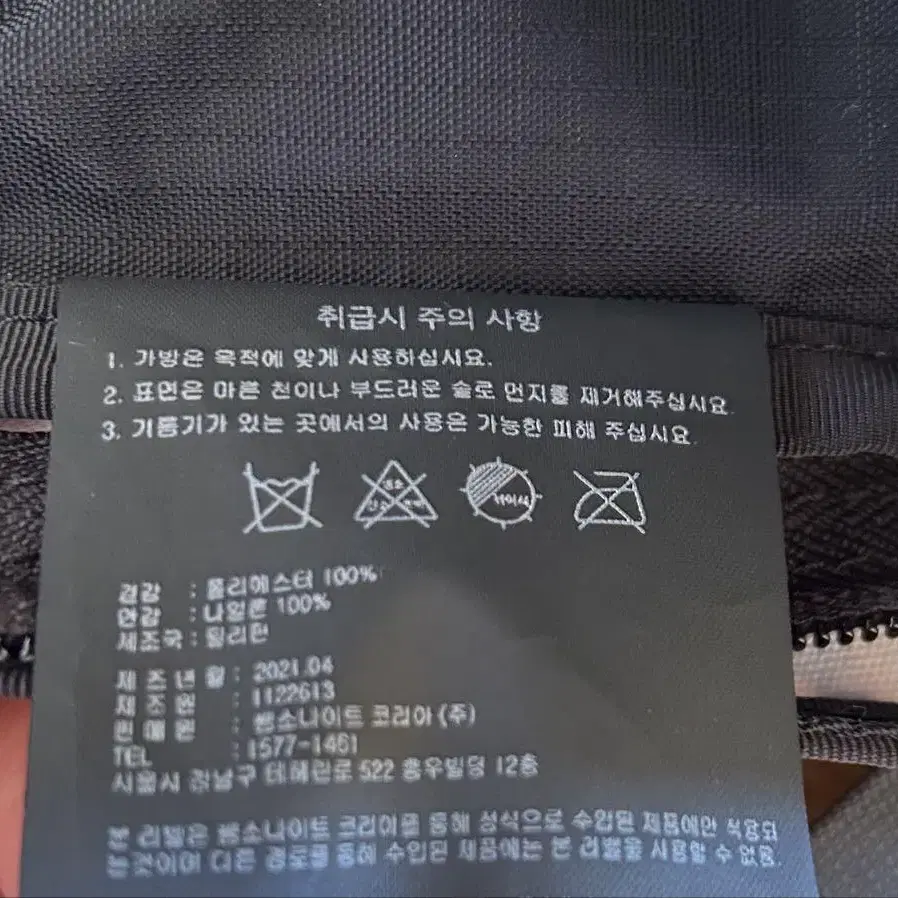 취급시 주의 사항
1. 가방은 목적에 맞게 사용하십시요.
2. 표면은 마른 천이나 부드러운 솔로 먼지를 제거해주십시요.
3. 기름기가 있는 곳에서의 사용은 가능한 피해 주십시요.
염소
드라이
겉감 : 폴리에스터 100%
안감 : 나일론 100%
제조국 : 필리핀
제 조 년 월 : 2021.04
제 조 원 : 1122613
판 매 원 : 쌤소나이트 코리아 (주)
TEL : 1577-1461
서울시 강남구 테헤란로 522 홍우빌딩 12층
본 라벨은 쌤소나이트 코리아를 통해 정식으로 수입된 제품에만 적용되
는것이며 다른 경로를 통해 수입된 제품에는 본 라벨을 사용할 수 없음.